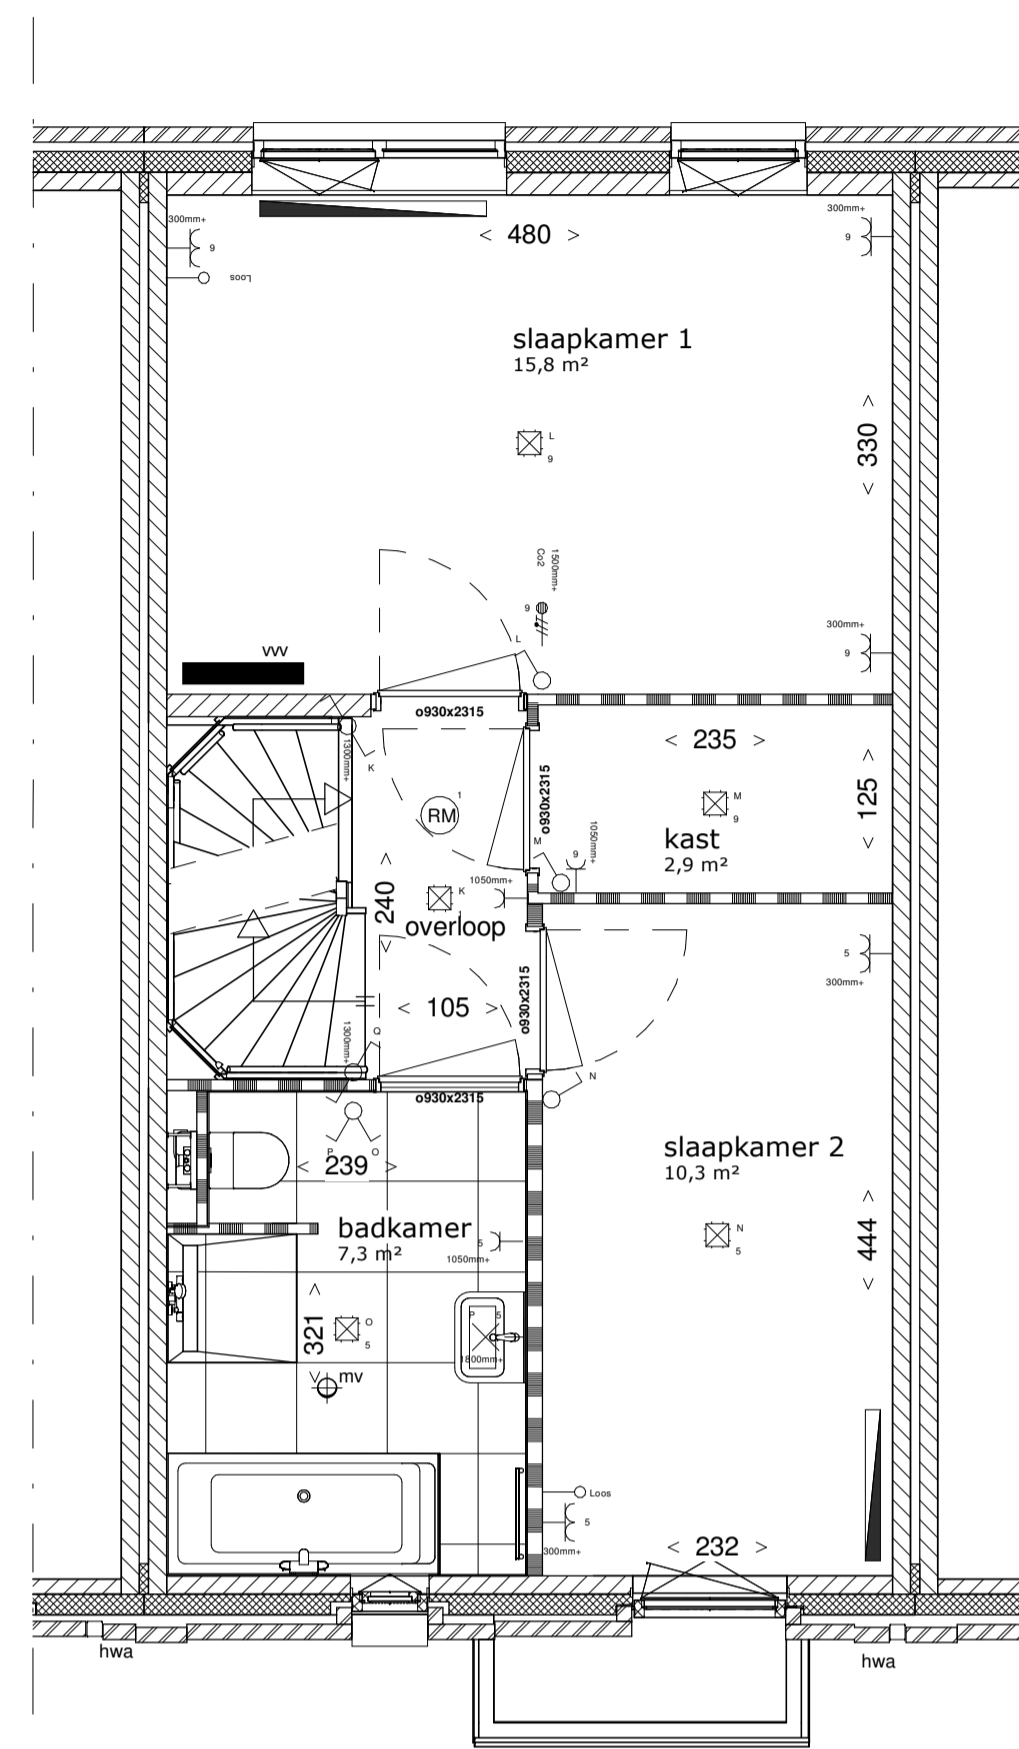 300mm+
9
Loos
< 480 >
300mm+
9
slaapkamer 1
15,8 m²
< 330 >
L
9
1500mm+
Co2
9
L
300mm+
9
vvv
o930x2315
1300mm+
K
RM
1
o930x2315
< 235 >
< 125 >
M
9
kast
2,9 m²
M
9
1050mm+
1050mm+
K
< 240 >
overloop
< 105 >
o930x2315
5
300mm+
1300mm+
Q
o930x2315
N
P
O
< 239 >
badkamer
7,3 m²
5
1050mm+
slaapkamer 2
10,3 m²
N
5
< 444 >
< 321 >
O
5
P
5
1800mm+
mv
Loos
5
300mm+
< 232 >
hwa
hwa